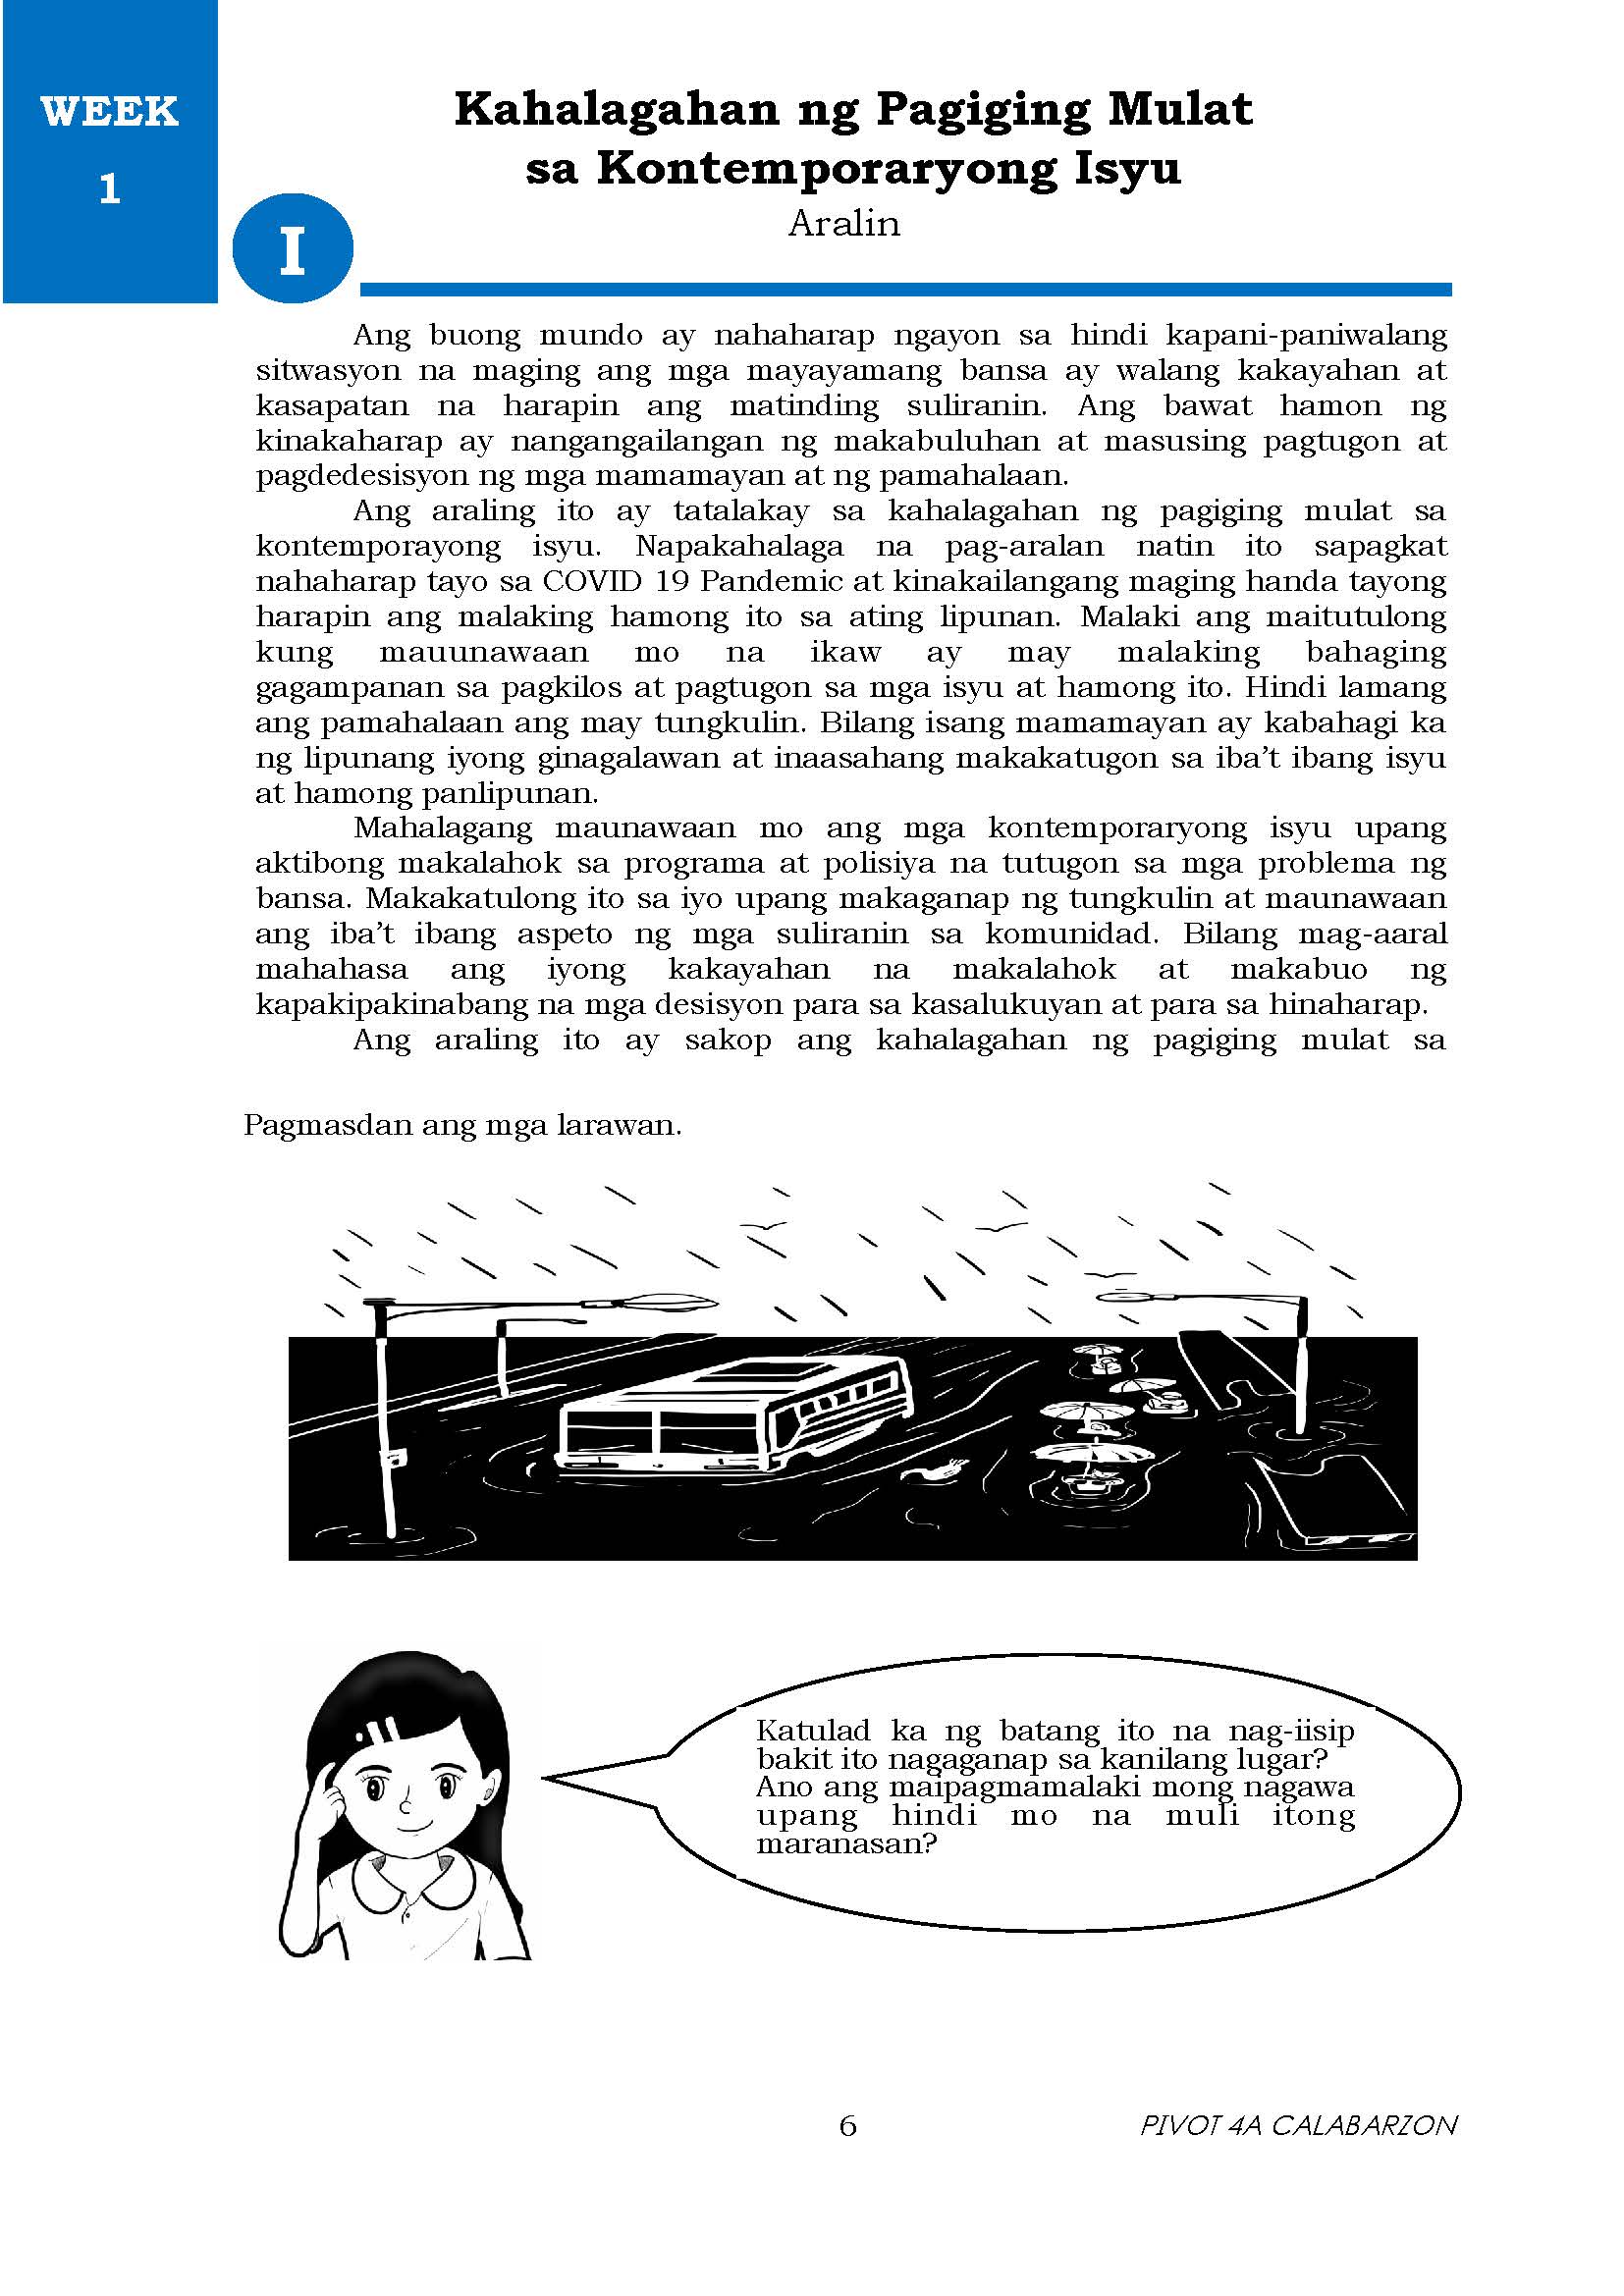 WEEK
1
Kahalagahan ng Pagiging Mulat
sa Kontemporaryong Isyu
Aralin
I
Ang buong mundo ay nahaharap ngayon sa hindi kapani-paniwalang
sitwasyon na maging ang mga mayayamang bansa ay walang kakayahan at
kasapatan na harapin ang matinding suliranin. Ang bawat hamon ng
kinakaharap ay nangangailangan ng makabuluhan at masusing pagtugon at
pagdedesisyon ng mga mamamayan at ng pamahalaan.
Ang araling ito ay tatalakay sa kahalagahan ng pagiging mulat sa
kontemporayong isyu. Napakahalaga na pag-aralan natin ito sapagkat
nahaharap tayo sa COVID 19 Pandemic at kinakailangang maging handa tayong
harapin ang malaking hamong ito sa ating lipunan. Malaki ang maitutulong
kung mauunawaan mo na ikaw ay may malaking bahaging
gagampanan sa pagkilos at pagtugon sa mga isyu at hamong ito. Hindi lamang
ang pamahalaan ang may tungkulin. Bilang isang mamamayan ay kabahagi ka
ng lipunang iyong ginagalawan at inaasahang makakatugon sa iba’t ibang isyu
at hamong panlipunan.
Mahalagang maunawaan mo ang mga kontemporaryong isyu upang
aktibong makalahok sa programa at polisiya na tutugon sa mga problema ng
bansa. Makakatulong ito sa iyo upang makaganap ng tungkulin at maunawaan
ang iba’t ibang aspeto ng mga suliranin sa komunidad. Bilang mag-aaral
mahahasa ang iyong kakayahan na makalahok at makabuo ng
kapakipakinabang na mga desisyon para sa kasalukuyan at para sa hinaharap.
Ang araling ito ay sakop ang kahalagahan ng pagiging mulat sa
Pagmasdan ang mga larawan.
Katulad ka ng batang ito na nag-iisip
bakit ito nagaganap sa kanilang lugar?
Ano ang maipagmamalaki mong nagawa
upang hindi mo na muli itong
maranasan?
6
PIVOT 4A CALABARZON